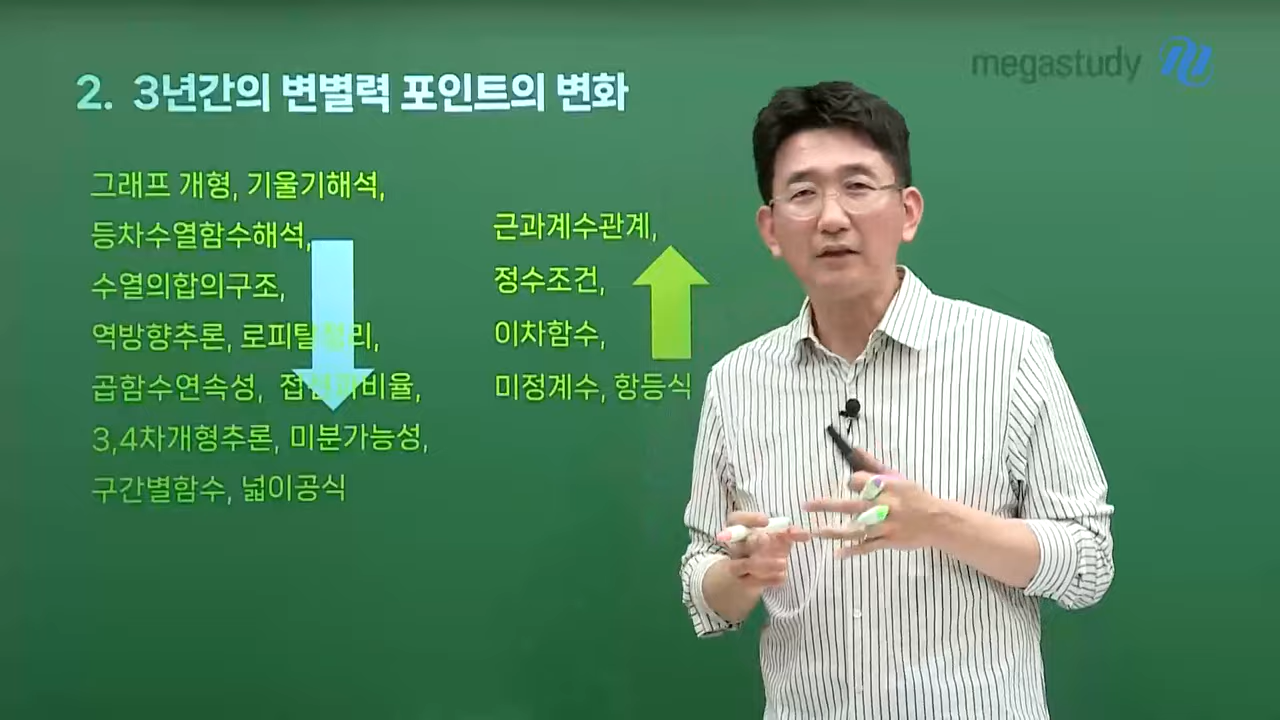 megastudy
2. 3년간의 변별력 포인트의 변화
그래프 개형, 기울기해석,
등차수열함수해석,
수열의합의구조,
역방향추론, 로피탈정리,
곱함수연속성, 접선과비율,
3,4차개형추론, 미분가능성,
구간별함수, 넓이공식
근과계수관계,
정수조건,
이차함수,
미정계수, 항등식